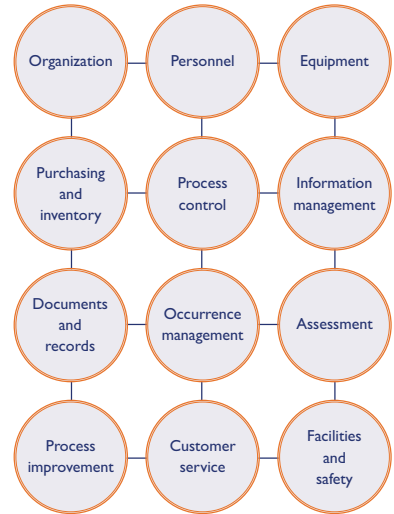 Organization
Personnel
Equipment
Purchasing
and
inventory
Process
control
Information
management
Documents
and
records
Occurrence
management
Assessment
Process
improvement
Customer
service
Facilities
and
safety